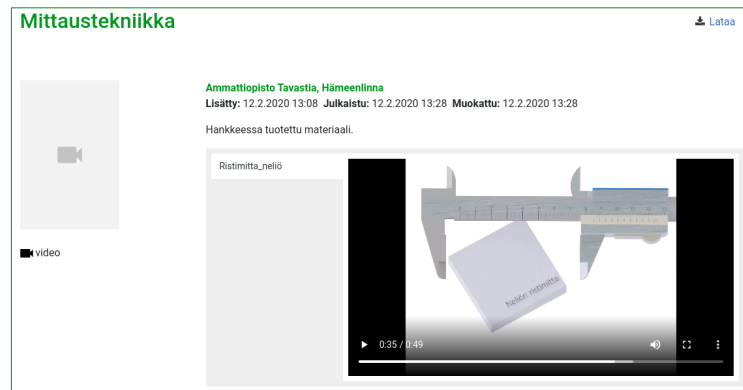 Mittaustekniikka
Lataa
Ammattiopisto Tavastia, Hämeenlinna
Lisätty: 12.2.2020 13:08 Julkaistu: 12.2.2020 13:28 Muokattu: 12.2.2020 13:28
Hankkeessa tuotettu materiaali.
Ristimitta_neliö
Neliön ristimitta
video
0:35 / 0:49